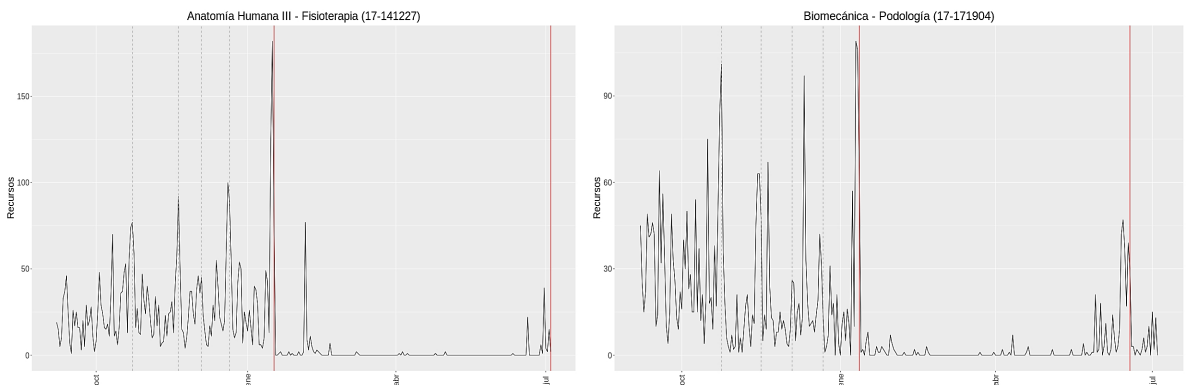 Anatomía Humana III - Fisioterapia (17-141227)
Recursos
150
100
50
0
oct
ene
abr
jul
Biomecánica - Podología (17-171904)
Recursos
90
60
30
0
oct
ene
abr
jul